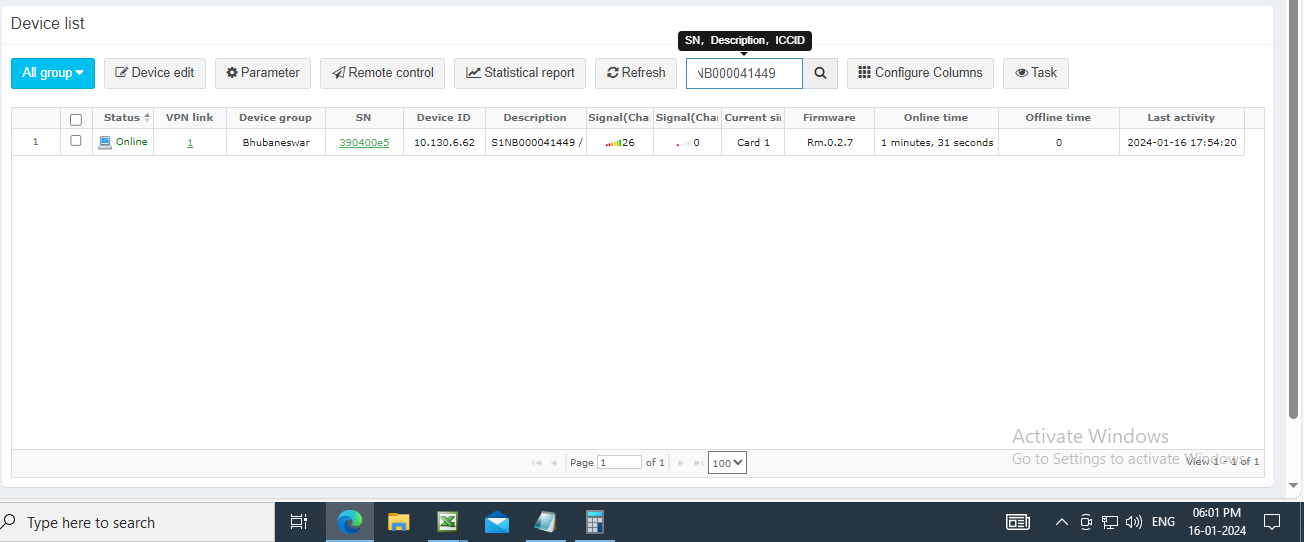 Device list
SN, Description, ICCID
All group
Device edit
Parameter
Remote control
Statistical report
Refresh
NB000041449
Configure Columns
Task
Status VPN link Device group SN Device ID Description Signal(Cha Signal(Cha Current si Firmware Online time Offline time Last activity
1 Online 1 Bhubaneswar 390400e5 10.130.6.62 S1NB000041449 / 26 0 Card 1 Rm.0.2.7 1 minutes, 31 seconds 0 2024-01-16 17:54:20
Activate Windows
Go to Settings to activate Windows.
Page 1 of 1 100 View 1 - 1 of 1
Type here to search
ENG
06:01 PM
16-01-2024